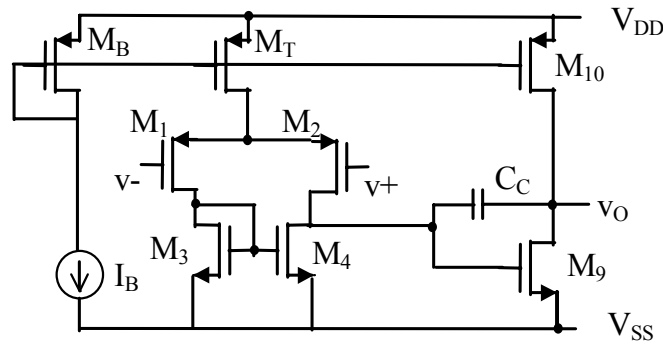 V_DD
M_B
M_T
M_10
M_1
M_2
v-
v+
C_C
v_O
M_3
M_4
M_9
I_B
V_SS